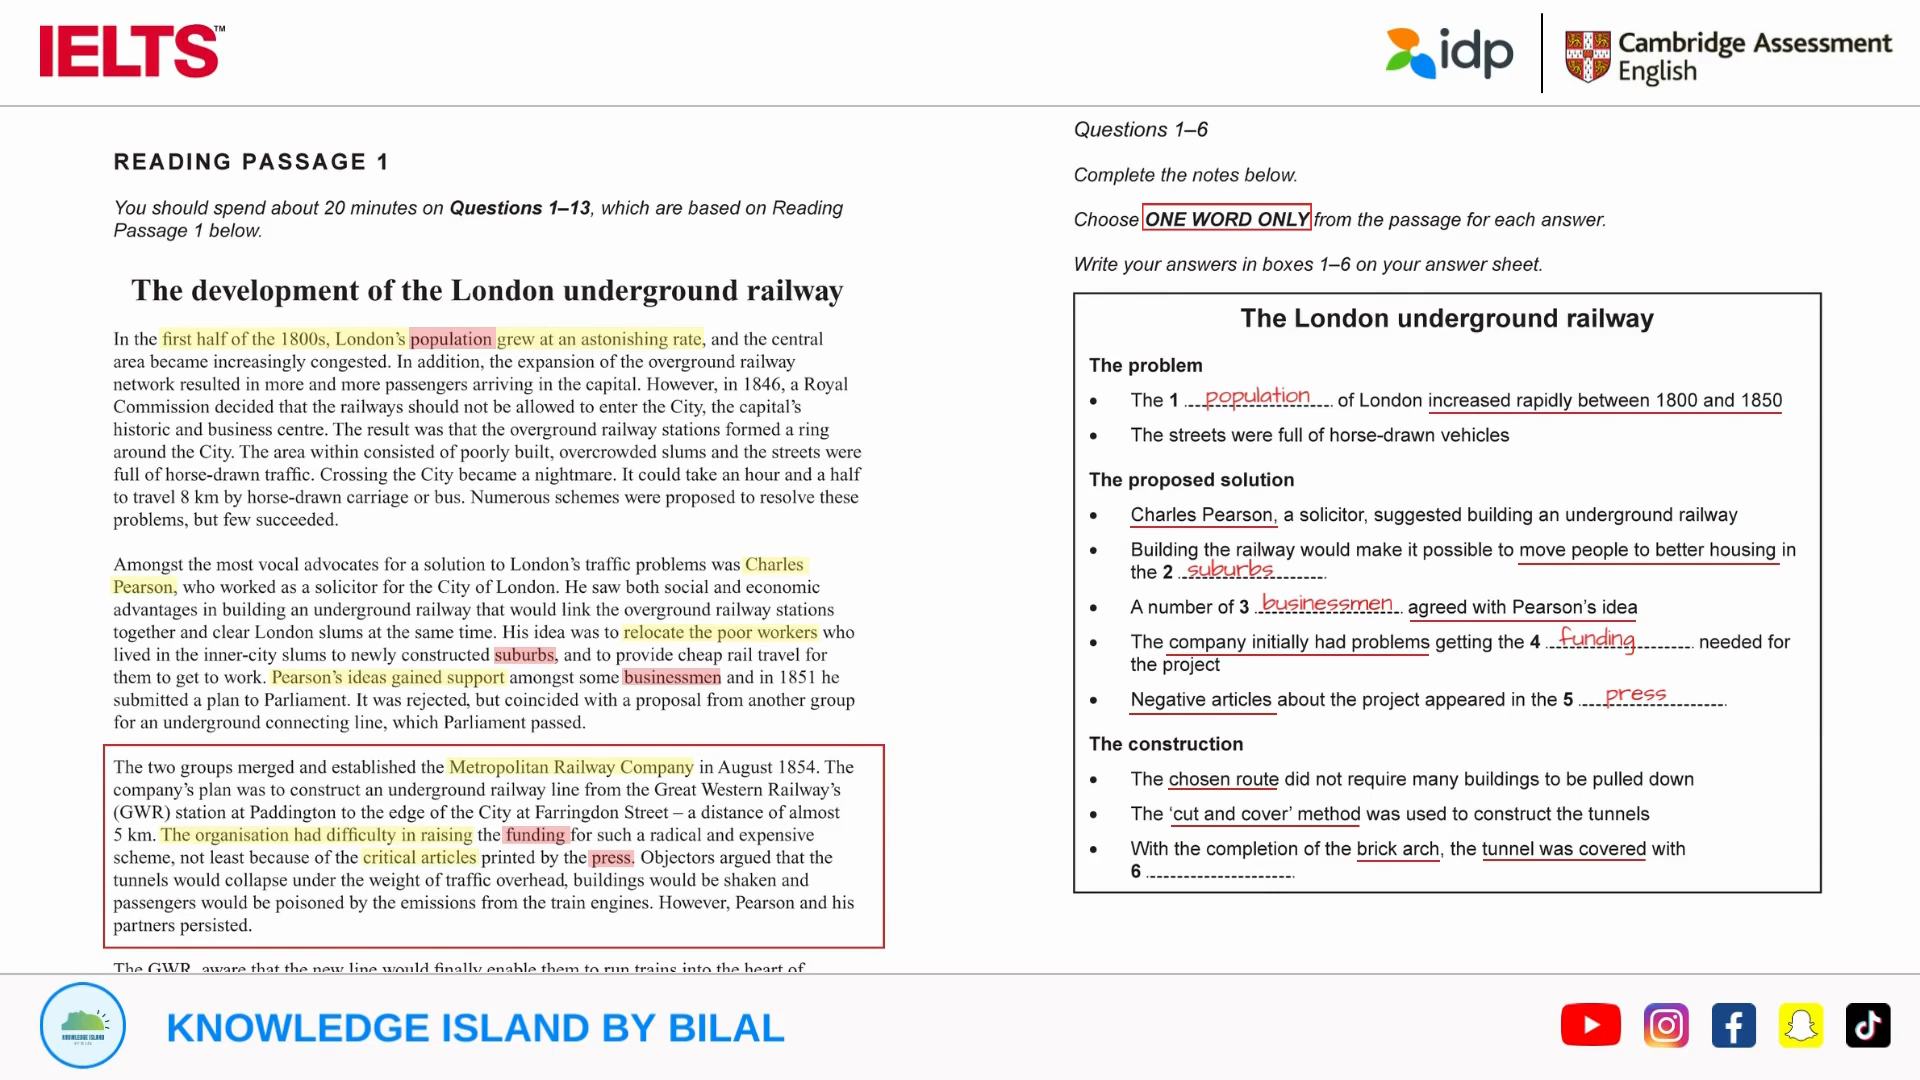 IELTS™
idp
Cambridge Assessment
English
READING PASSAGE 1
You should spend about 20 minutes on Questions 1–13, which are based on Reading
Passage 1 below.
The development of the London underground railway
In the first half of the 1800s, London's population grew at an astonishing rate, and the central
area became increasingly congested. In addition, the expansion of the overground railway
network resulted in more and more passengers arriving in the capital. However, in 1846, a Royal
Commission decided that the railways should not be allowed to enter the City, the capital's
historic and business centre. The result was that the overground railway stations formed a ring
around the City. The area within consisted of poorly built, overcrowded slums and the streets were
full of horse-drawn traffic. Crossing the City became a nightmare. It could take an hour and a half
to travel 8 km by horse-drawn carriage or bus. Numerous schemes were proposed to resolve these
problems, but few succeeded.
Amongst the most vocal advocates for a solution to London's traffic problems was Charles
Pearson, who worked as a solicitor for the City of London. He saw both social and economic
advantages in building an underground railway that would link the overground railway stations
together and clear London slums at the same time. His idea was to relocate the poor workers who
lived in the inner-city slums to newly constructed suburbs, and to provide cheap rail travel for
them to get to work. Pearson's ideas gained support amongst some businessmen and in 1851 he
submitted a plan to Parliament. It was rejected, but coincided with a proposal from another group
for an underground connecting line, which Parliament passed.
The two groups merged and established the Metropolitan Railway Company in August 1854. The
company's plan was to construct an underground railway line from the Great Western Railway's
(GWR) station at Paddington to the edge of the City at Farringdon Street – a distance of almost
5 km. The organisation had difficulty in raising the funding for such a radical and expensive
scheme, not least because of the critical articles printed by the press. Objectors argued that the
tunnels would collapse under the weight of traffic overhead, buildings would be shaken and
passengers would be poisoned by the emissions from the train engines. However, Pearson and his
partners persisted.
The GWR, aware that the new line would finally enable them to run trains into the heart of
Questions 1–6
Complete the notes below.
Choose ONE WORD ONLY from the passage for each answer.
Write your answers in boxes 1–6 on your answer sheet.
The London underground railway
The problem
• The 1 population of London increased rapidly between 1800 and 1850
• The streets were full of horse-drawn vehicles
The proposed solution
• Charles Pearson, a solicitor, suggested building an underground railway
• Building the railway would make it possible to move people to better housing in
the 2 suburbs
• A number of 3 businessmen agreed with Pearson's idea
• The company initially had problems getting the 4 funding needed for
the project
• Negative articles about the project appeared in the 5 press
The construction
• The chosen route did not require many buildings to be pulled down
• The 'cut and cover' method was used to construct the tunnels
• With the completion of the brick arch, the tunnel was covered with
6
KNOWLEDGE ISLAND
KNOWLEDGE ISLAND BY BILAL